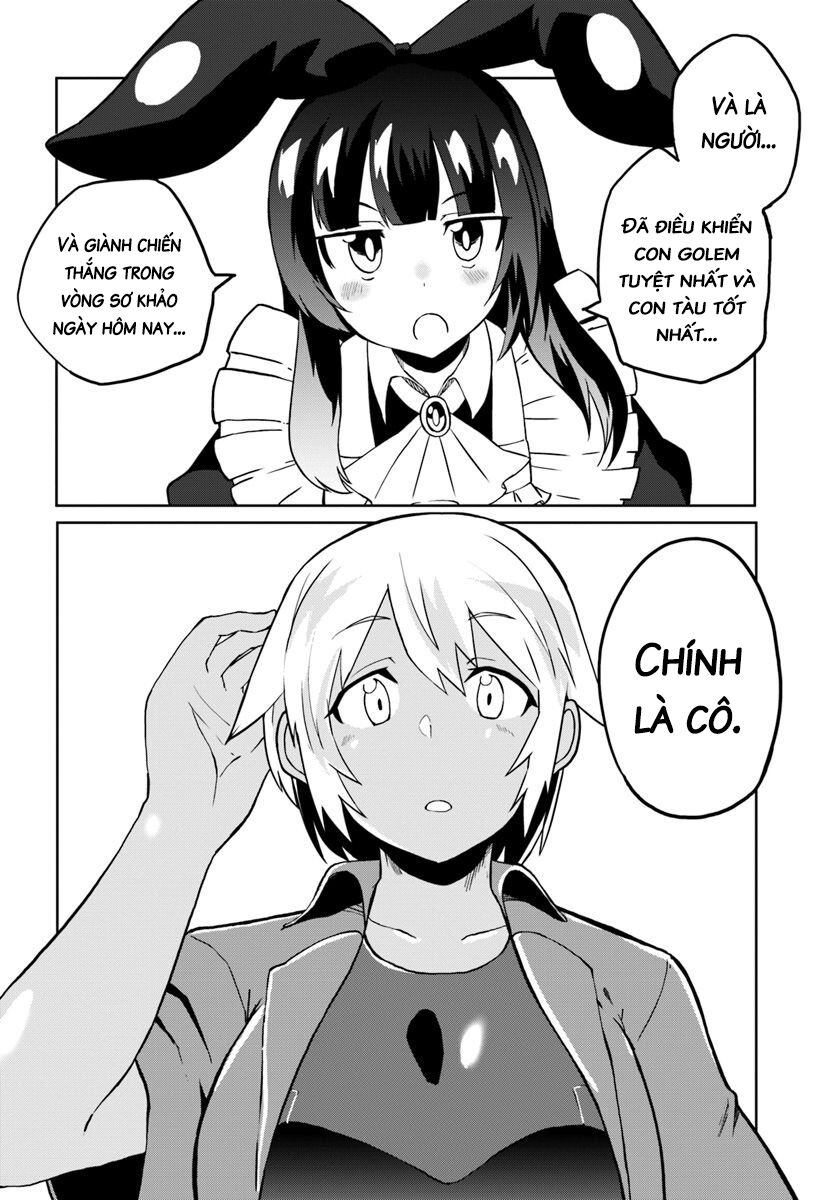 VÀ LÀ
NGƯỜI...
ĐÃ ĐIỀU KHIỂN
CON GOLEM
TUYỆT NHẤT VÀ
CON TÀU TỐT
NHẤT...
VÀ GIÀNH CHIẾN
THẮNG TRONG
VÒNG SƠ KHẢO
NGÀY HÔM NAY...
CHÍNH
LÀ CÔ.